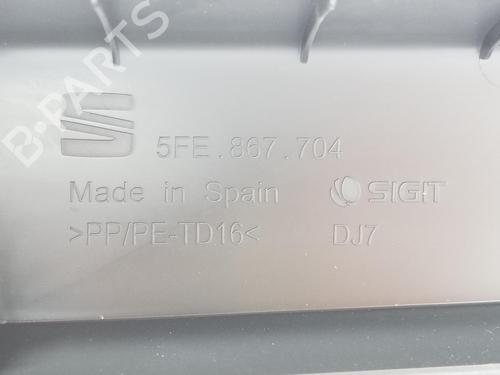 B-PARTS
5FE.867.704
Made in Spain
SIGIT
>PP/PE-TD16<
DJ7